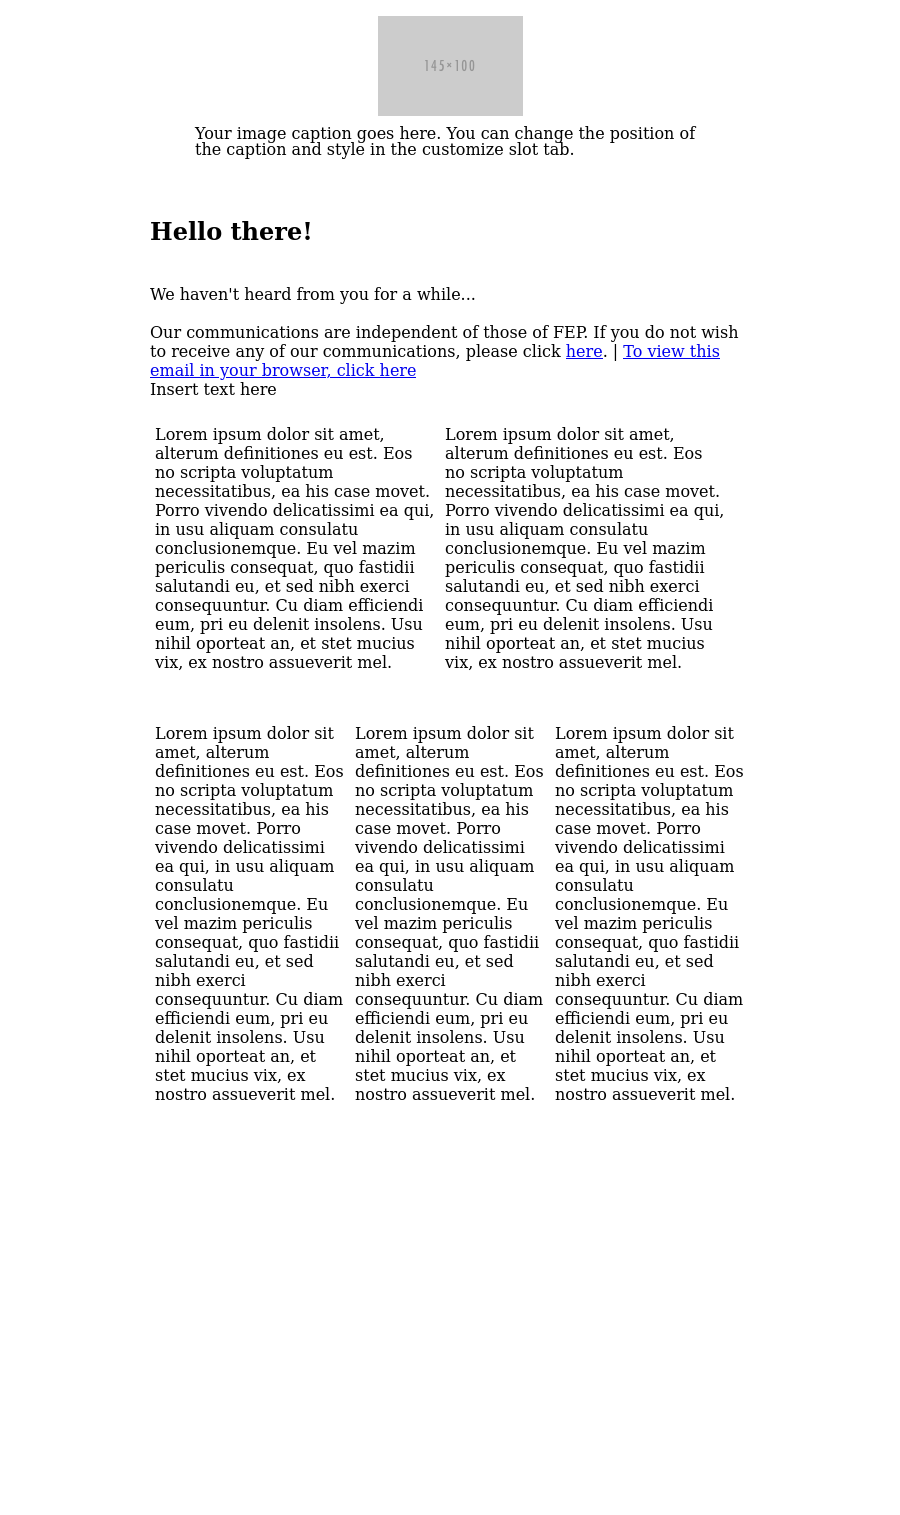 145×100
Your image caption goes here. You can change the position of
the caption and style in the customize slot tab.
Hello there!
We haven't heard from you for a while...
Our communications are independent of those of FEP. If you do not wish
to receive any of our communications, please click here. | To view this
email in your browser, click here
Insert text here
Lorem ipsum dolor sit amet,
alterum definitiones eu est. Eos
no scripta voluptatum
necessitatibus, ea his case movet.
Porro vivendo delicatissimi ea qui,
in usu aliquam consulatu
conclusionemque. Eu vel mazim
periculis consequat, quo fastidii
salutandi eu, et sed nibh exerci
consequuntur. Cu diam efficiendi
eum, pri eu delenit insolens. Usu
nihil oporteat an, et stet mucius
vix, ex nostro assueverit mel.
Lorem ipsum dolor sit amet,
alterum definitiones eu est. Eos
no scripta voluptatum
necessitatibus, ea his case movet.
Porro vivendo delicatissimi ea qui,
in usu aliquam consulatu
conclusionemque. Eu vel mazim
periculis consequat, quo fastidii
salutandi eu, et sed nibh exerci
consequuntur. Cu diam efficiendi
eum, pri eu delenit insolens. Usu
nihil oporteat an, et stet mucius
vix, ex nostro assueverit mel.
Lorem ipsum dolor sit
amet, alterum
definitiones eu est. Eos
no scripta voluptatum
necessitatibus, ea his
case movet. Porro
vivendo delicatissimi
ea qui, in usu aliquam
consulatu
conclusionemque. Eu
vel mazim periculis
consequat, quo fastidii
salutandi eu, et sed
nibh exerci
consequuntur. Cu diam
efficiendi eum, pri eu
delenit insolens. Usu
nihil oporteat an, et
stet mucius vix, ex
nostro assueverit mel.
Lorem ipsum dolor sit
amet, alterum
definitiones eu est. Eos
no scripta voluptatum
necessitatibus, ea his
case movet. Porro
vivendo delicatissimi
ea qui, in usu aliquam
consulatu
conclusionemque. Eu
vel mazim periculis
consequat, quo fastidii
salutandi eu, et sed
nibh exerci
consequuntur. Cu diam
efficiendi eum, pri eu
delenit insolens. Usu
nihil oporteat an, et
stet mucius vix, ex
nostro assueverit mel.
Lorem ipsum dolor sit
amet, alterum
definitiones eu est. Eos
no scripta voluptatum
necessitatibus, ea his
case movet. Porro
vivendo delicatissimi
ea qui, in usu aliquam
consulatu
conclusionemque. Eu
vel mazim periculis
consequat, quo fastidii
salutandi eu, et sed
nibh exerci
consequuntur. Cu diam
efficiendi eum, pri eu
delenit insolens. Usu
nihil oporteat an, et
stet mucius vix, ex
nostro assueverit mel.